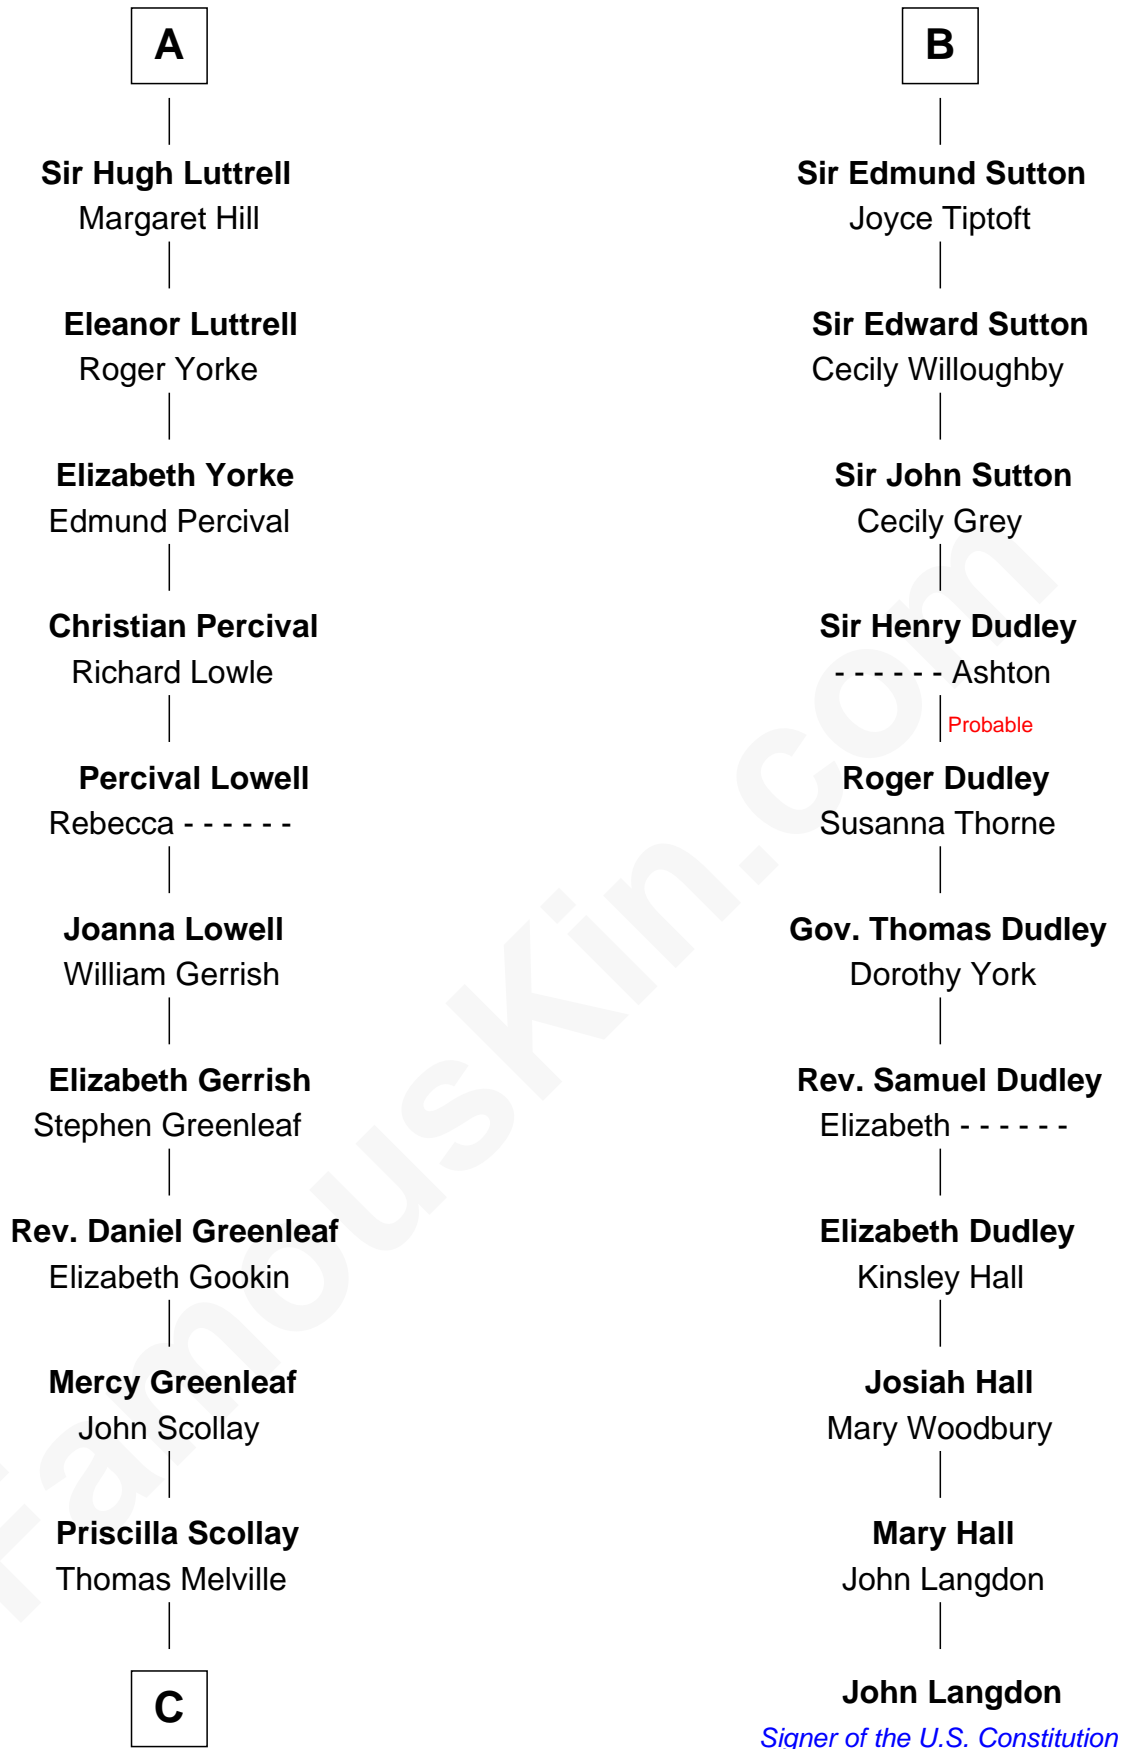 A
Sir Hugh Luttrell
Margaret Hill
Eleanor Luttrell
Roger Yorke
Elizabeth Yorke
Edmund Percival
Christian Percival
Richard Lowle
Percival Lowell
Rebecca - - - - - -
Joanna Lowell
William Gerrish
Elizabeth Gerrish
Stephen Greenleaf
Rev. Daniel Greenleaf
Elizabeth Gookin
Mercy Greenleaf
John Scollay
Priscilla Scollay
Thomas Melville
C
B
Sir Edmund Sutton
Joyce Tiptoft
Sir Edward Sutton
Cecily Willoughby
Sir John Sutton
Cecily Grey
Sir Henry Dudley
- - - - - - Ashton
Probable
Roger Dudley
Susanna Thorne
Gov. Thomas Dudley
Dorothy York
Rev. Samuel Dudley
Elizabeth - - - - - -
Elizabeth Dudley
Kinsley Hall
Josiah Hall
Mary Woodbury
Mary Hall
John Langdon
John Langdon
Signer of the U.S. Constitution
FamousKin.com